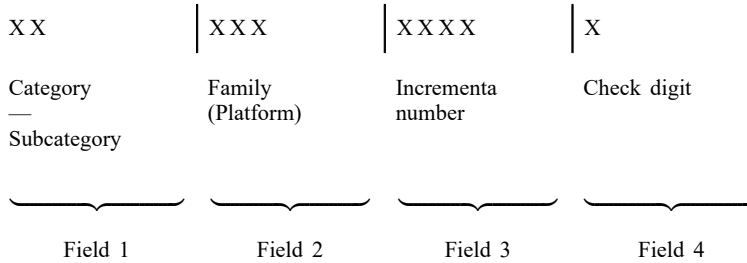 X X X X X X X X X X
Category Family Incrementa Check digit
— (Platform) number
Subcategory
Field 1 Field 2 Field 3 Field 4